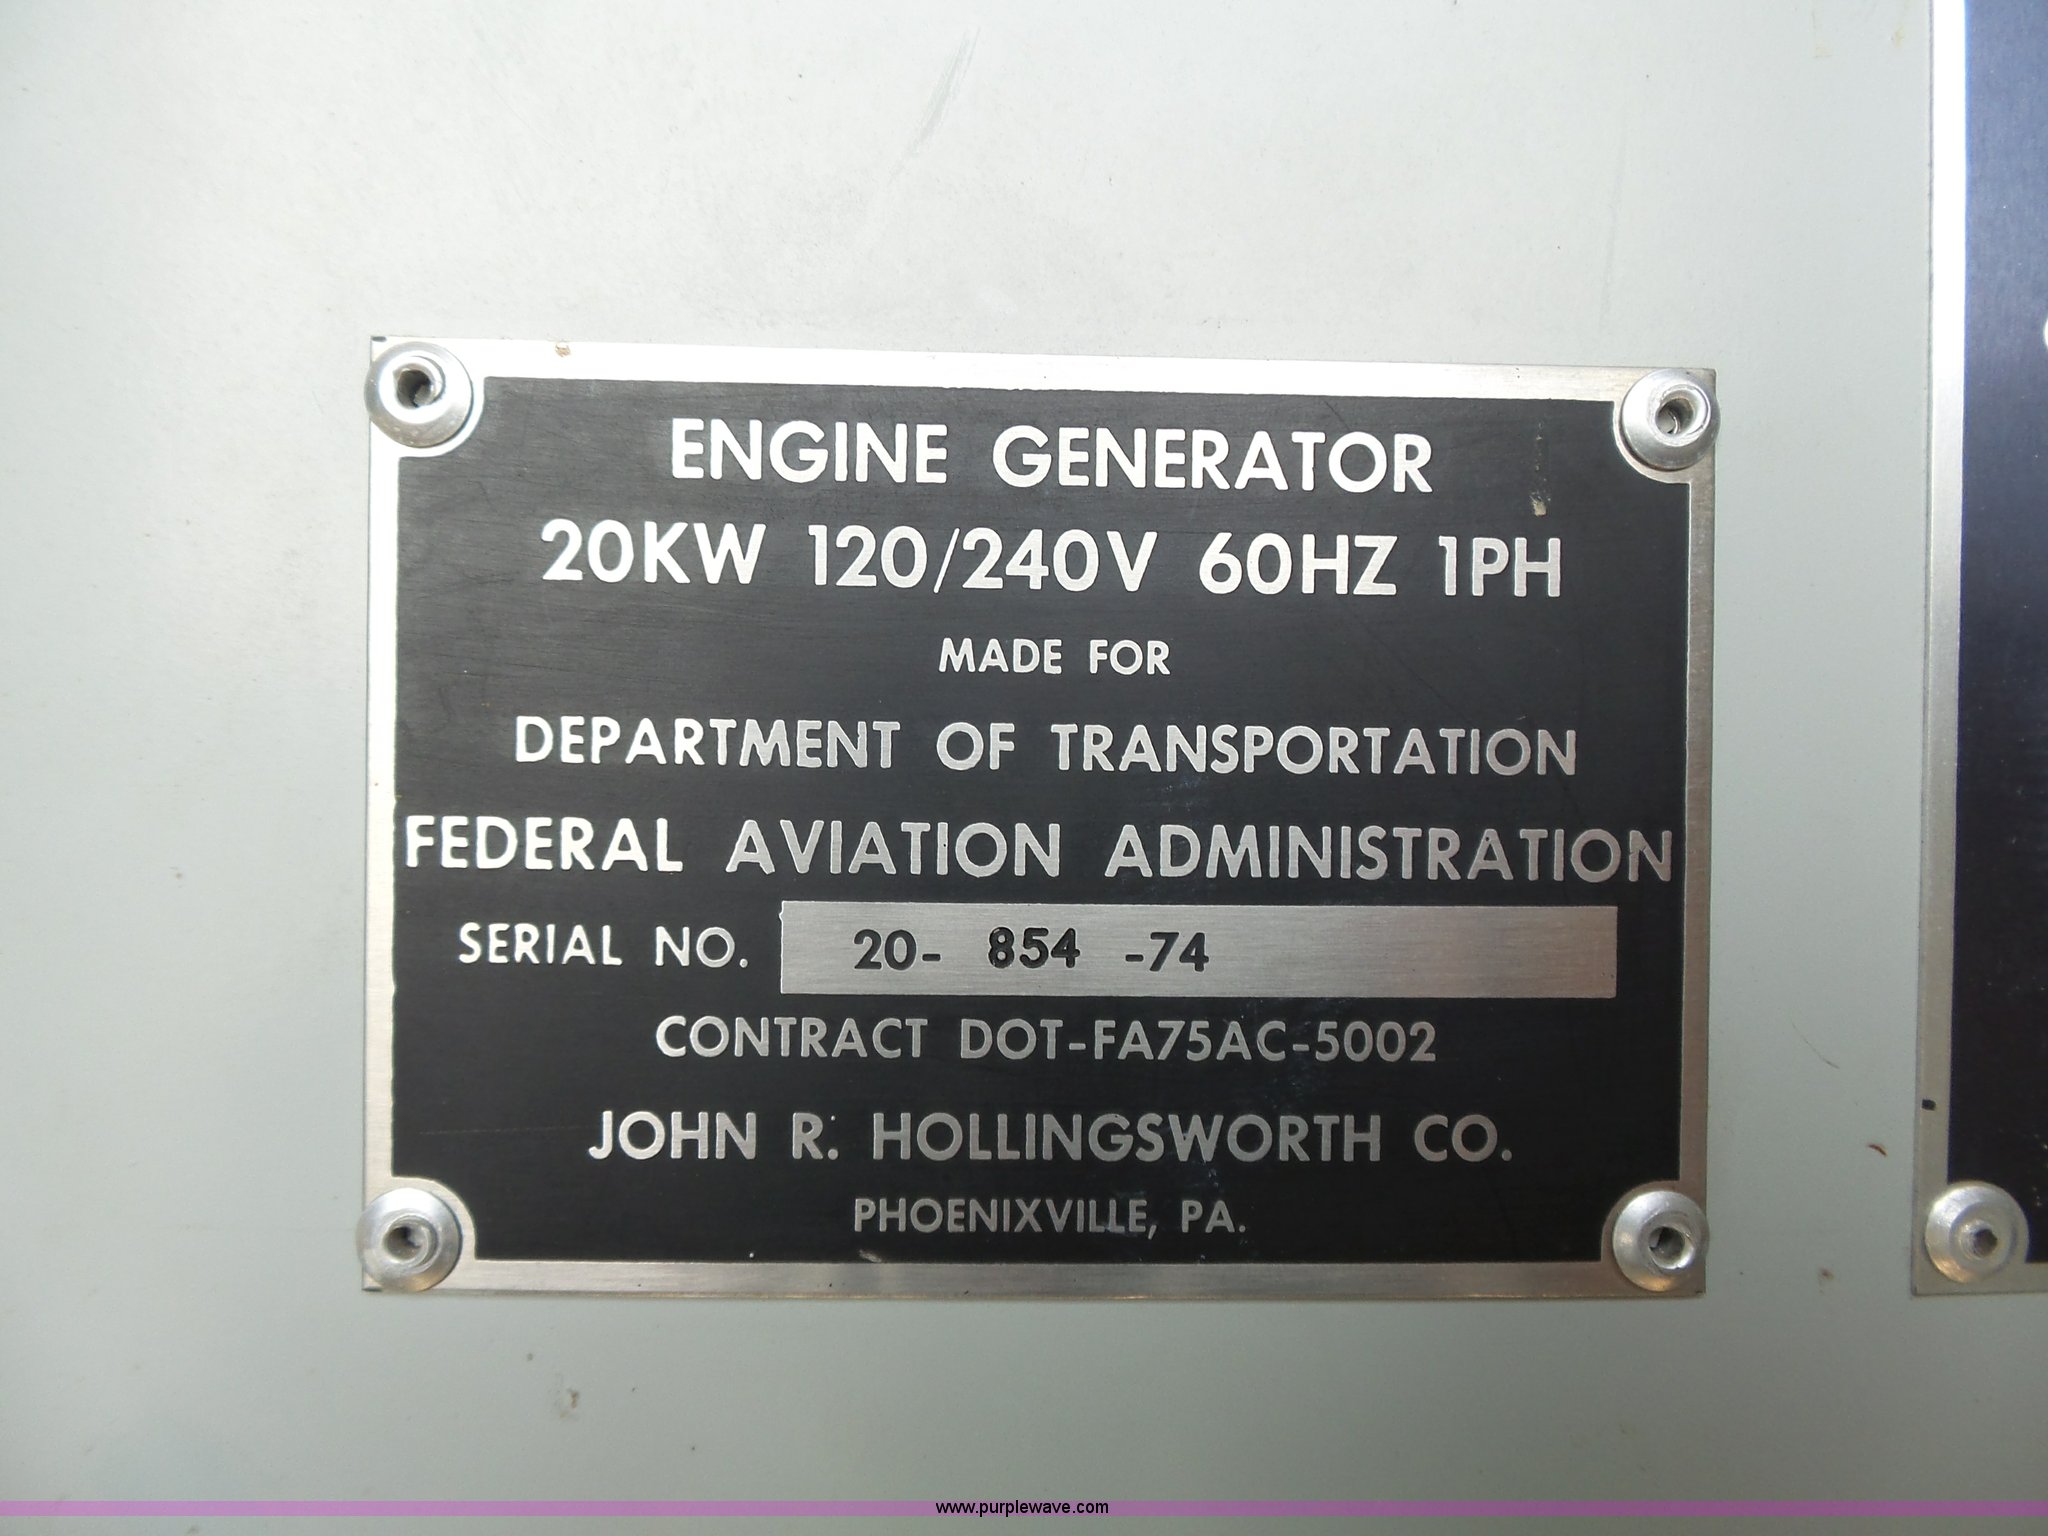 ENGINE GENERATOR
20KW 120/240V 60HZ 1PH
MADE FOR
DEPARTMENT OF TRANSPORTATION
FEDERAL AVIATION ADMINISTRATION
SERIAL NO. 20- 854 -74
CONTRACT DOT-FA75AC-5002
JOHN R. HOLLINGSWORTH CO.
PHOENIXVILLE, PA.
www.purplewave.com